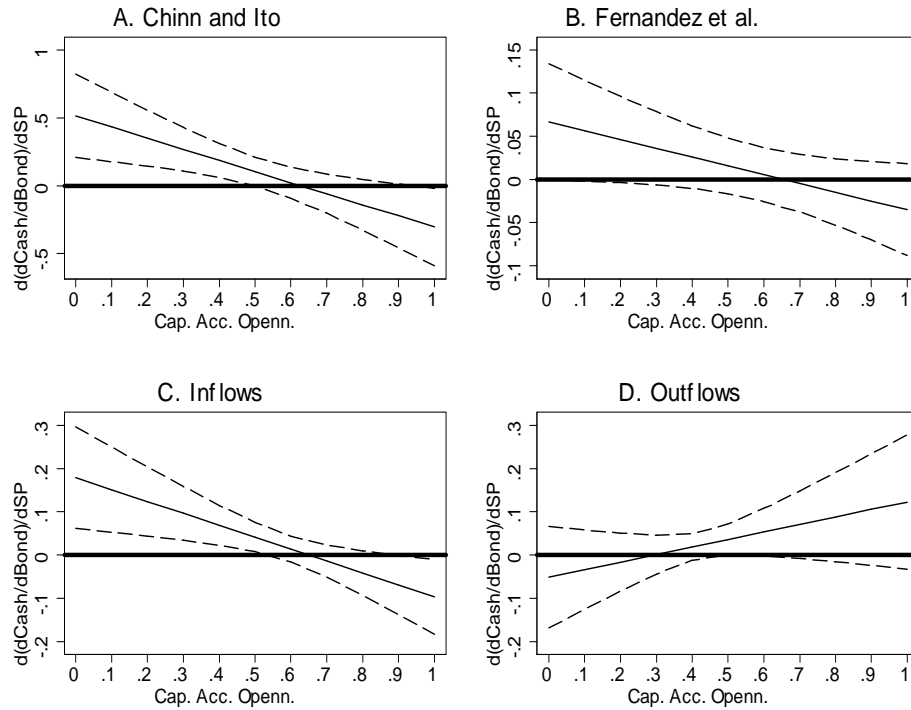 A. Chinn and Ito
d(dCash/dBond)/dSP
1
.5
0
-.5
0 .1 .2 .3 .4 .5 .6 .7 .8 .9 1
Cap. Acc. Openn.
B. Fernandez et al.
d(dCash/dBond)/dSP
.15
.1
.05
0
-.05
-.1
0 .1 .2 .3 .4 .5 .6 .7 .8 .9 1
Cap. Acc. Openn.
C. Inflows
d(dCash/dBond)/dSP
.3
.2
.1
0
-.1
-.2
0 .1 .2 .3 .4 .5 .6 .7 .8 .9 1
Cap. Acc. Openn.
D. Outflows
d(dCash/dBond)/dSP
.3
.2
.1
0
-.1
-.2
0 .1 .2 .3 .4 .5 .6 .7 .8 .9 1
Cap. Acc. Openn.